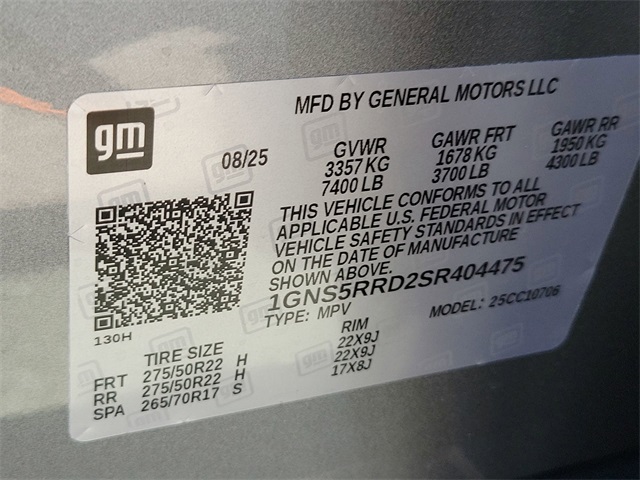 MFD BY GENERAL MOTORS LLC
gm
08/25
GVWR
3357 KG
7400 LB
GAWR FRT
1678 KG
3700 LB
GAWR RR
1950 KG
4300 LB
THIS VEHICLE CONFORMS TO ALL
APPLICABLE U.S. FEDERAL MOTOR
VEHICLE SAFETY STANDARDS IN EFFECT
ON THE DATE OF MANUFACTURE
SHOWN ABOVE.
1GNS5RRD2SR404475
TYPE: MPV
MODEL: 25CC10706
130H
TIRE SIZE RIM
FRT 275/50R22 H 22X9J
RR 275/50R22 H 22X9J
SPA 265/70R17 S 17X8J